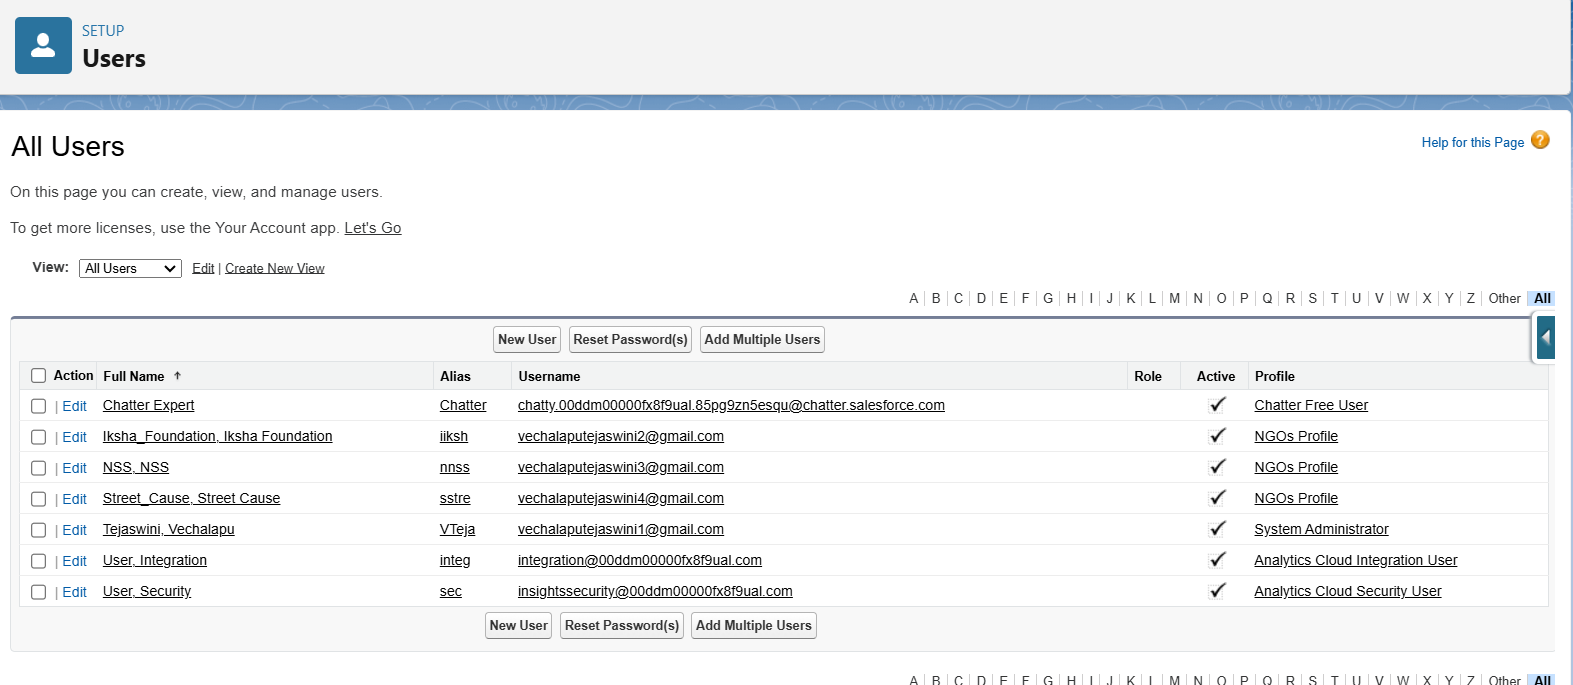 SETUP
Users
All Users
Help for this Page ?
On this page you can create, view, and manage users.
To get more licenses, use the Your Account app. Let's Go
View: All Users Edit | Create New View
A | B | C | D | E | F | G | H | I | J | K | L | M | N | O | P | Q | R | S | T | U | V | W | X | Y | Z | Other | All
New User Reset Password(s) Add Multiple Users
Action Full Name ↑ Alias Username Role Active Profile
| Edit Chatter Expert Chatter chatty.00ddm00000fx8f9ual.85pg9zn5esqu@chatter.salesforce.com ✓ Chatter Free User
| Edit Iksha_Foundation, Iksha Foundation iiksh vechalaputejaswini2@gmail.com ✓ NGOs Profile
| Edit NSS, NSS nnss vechalaputejaswini3@gmail.com ✓ NGOs Profile
| Edit Street_Cause, Street Cause sstre vechalaputejaswini4@gmail.com ✓ NGOs Profile
| Edit Tejaswini, Vechalapu VTeja vechalaputejaswini1@gmail.com ✓ System Administrator
| Edit User, Integration integ integration@00ddm00000fx8f9ual.com ✓ Analytics Cloud Integration User
| Edit User, Security sec insightssecurity@00ddm00000fx8f9ual.com ✓ Analytics Cloud Security User
New User Reset Password(s) Add Multiple Users
A | B | C | D | E | F | G | H | I | J | K | L | M | N | O | P | Q | R | S | T | U | V | W | X | Y | Z | Other | All